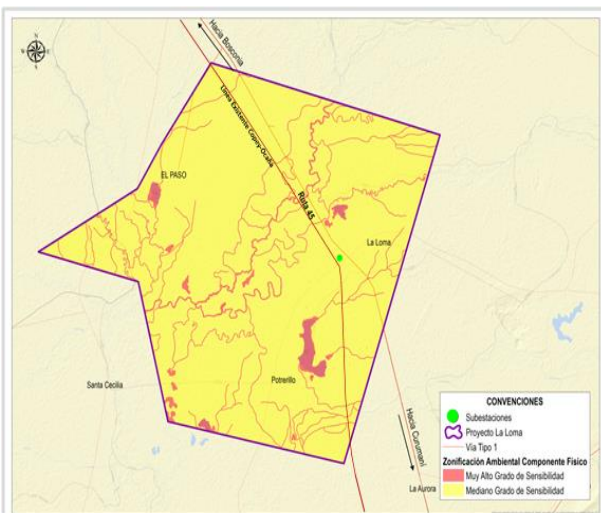 N
W
E
S
Hacia Bosconia
Línea Existente Copey-Ocaña
EL PASO
Ruta 45
La Loma
Potrerillo
Santa Cecilia
Hacia Curumaní
La Aurora
CONVENCIONES
Subestaciones
Proyecto La Loma
Vía Tipo 1
Zonificación Ambiental Componente Físico
Muy Alto Grado de Sensibilidad
Mediano Grado de Sensibilidad